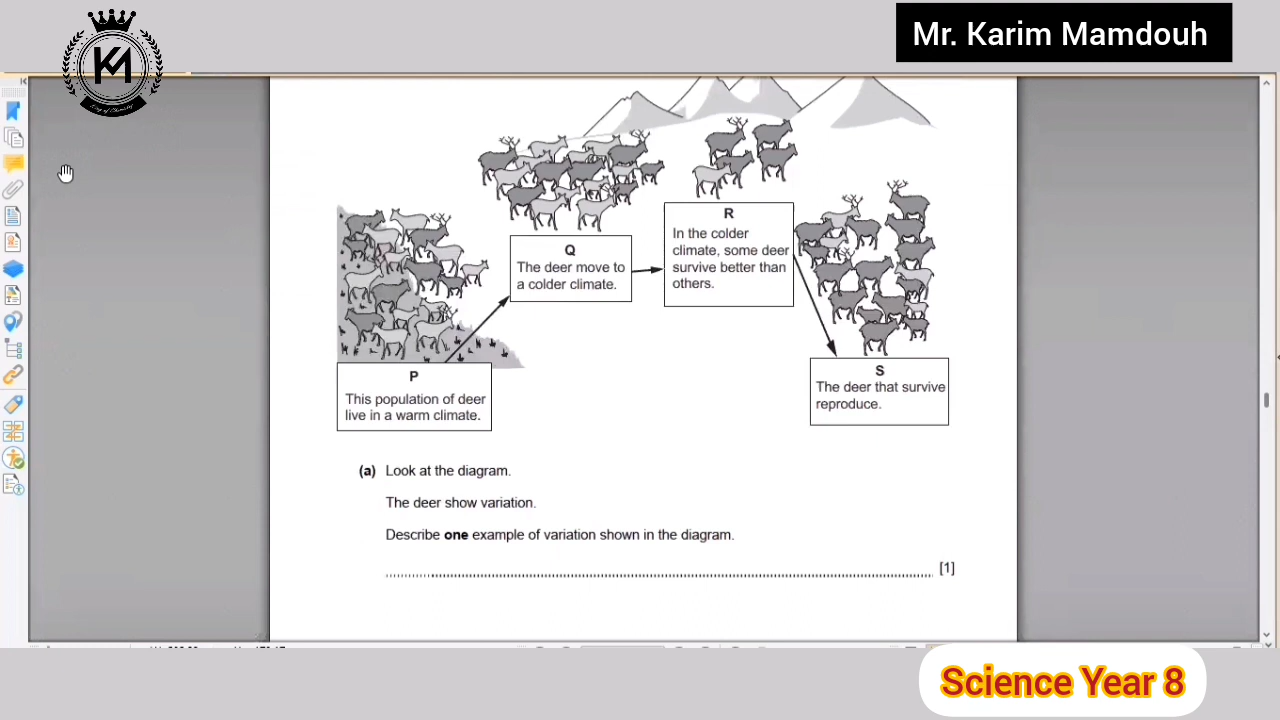 Mr. Karim Mamdouh
KM
P
This population of deer
live in a warm climate.
Q
The deer move to
a colder climate.
R
In the colder
climate, some deer
survive better than
others.
S
The deer that survive
reproduce.
(a) Look at the diagram.
The deer show variation.
Describe one example of variation shown in the diagram.
[1]
Science Year 8